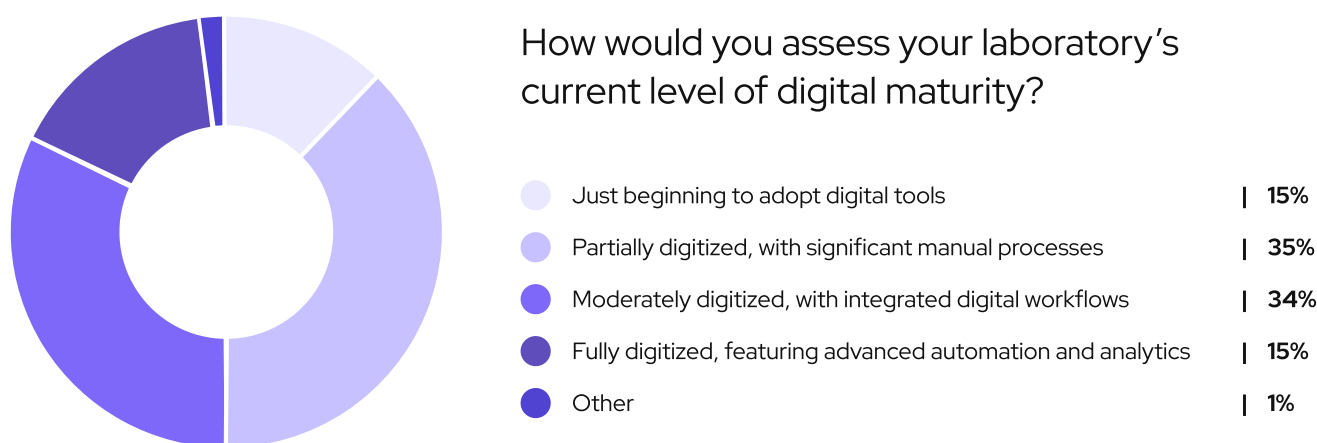 How would you assess your laboratory’s
current level of digital maturity?
Just beginning to adopt digital tools | 15%
Partially digitized, with significant manual processes | 35%
Moderately digitized, with integrated digital workflows | 34%
Fully digitized, featuring advanced automation and analytics | 15%
Other | 1%